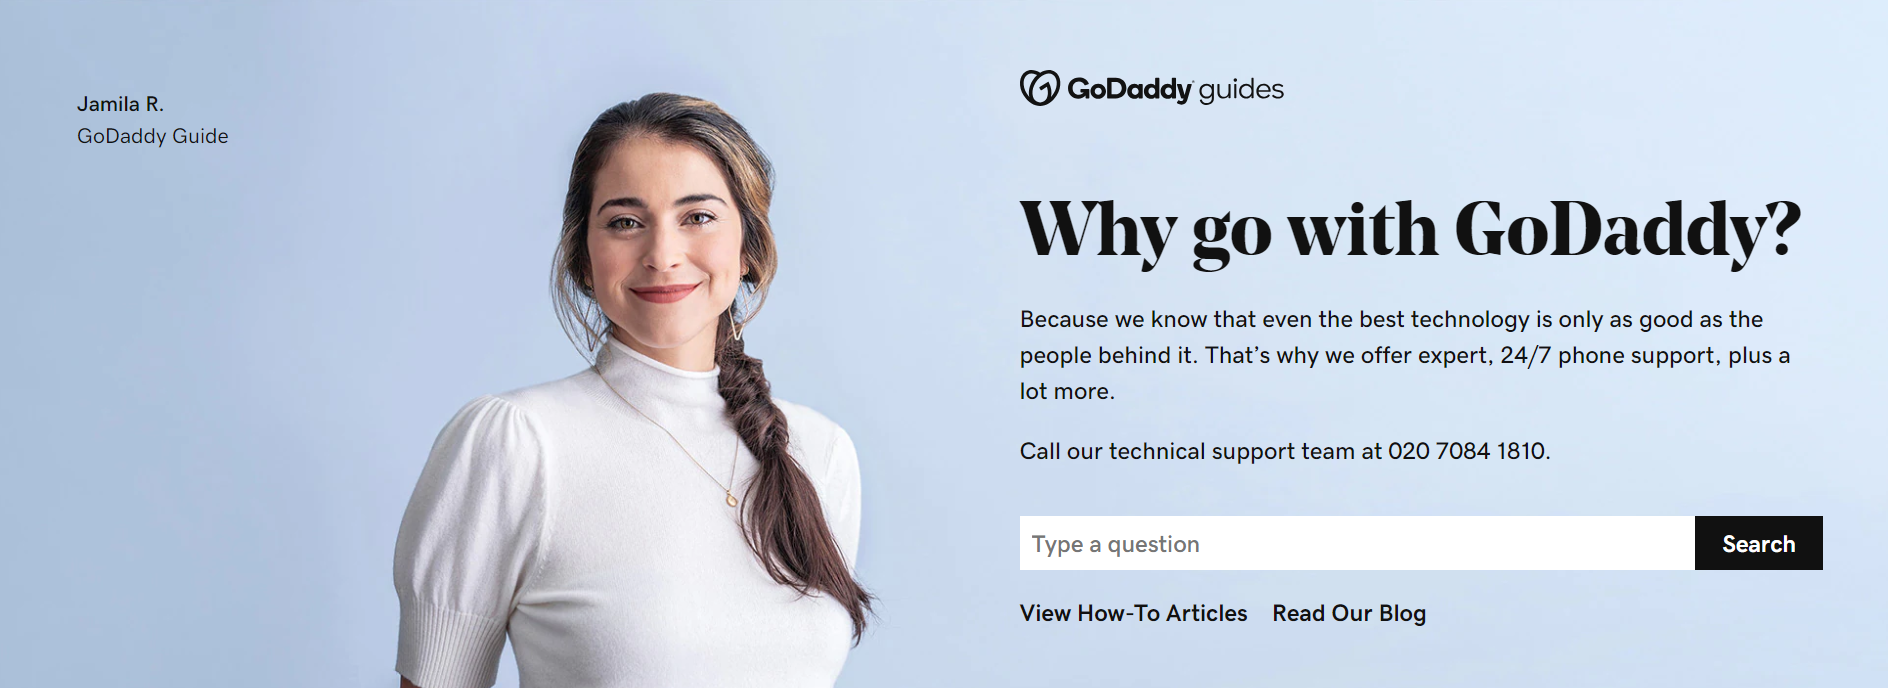 Jamila R.
GoDaddy Guide
GoDaddy guides
Why go with GoDaddy?
Because we know that even the best technology is only as good as the
people behind it. That’s why we offer expert, 24/7 phone support, plus a
lot more.
Call our technical support team at 020 7084 1810.
Type a question
Search
View How-To Articles
Read Our Blog